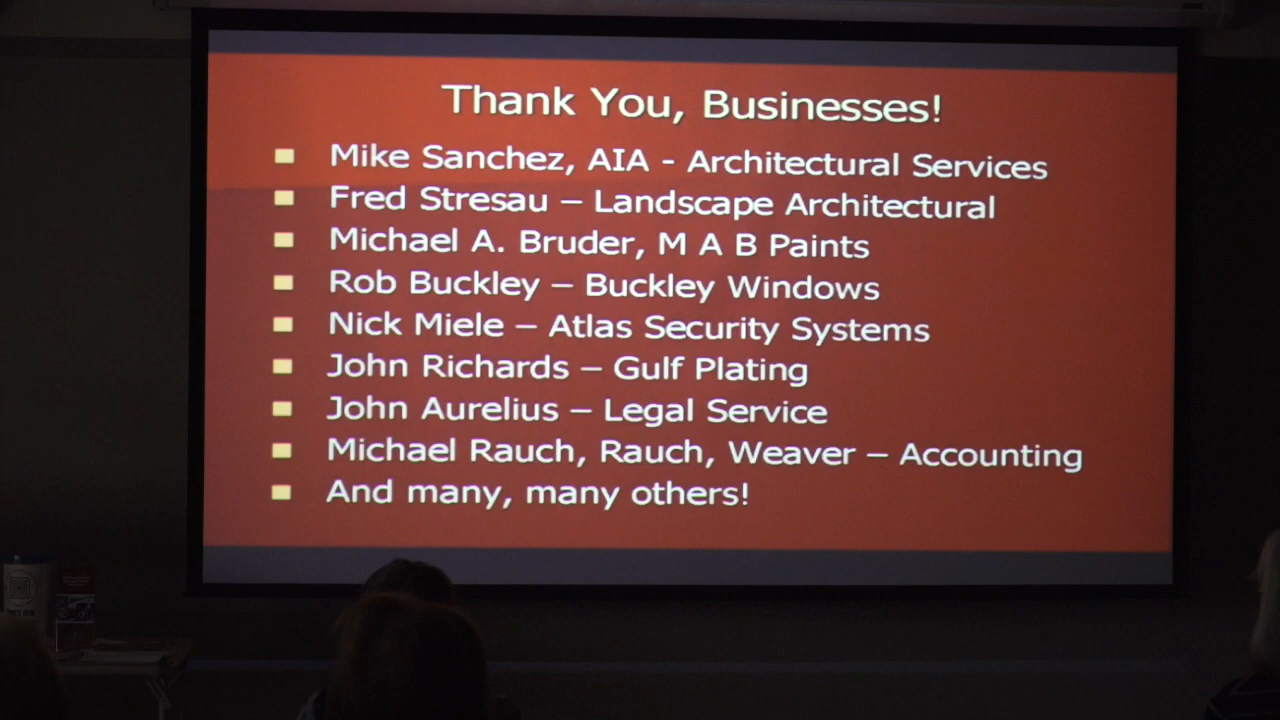 Thank You, Businesses!
Mike Sanchez, AIA - Architectural Services
Fred Stresau – Landscape Architectural
Michael A. Bruder, M A B Paints
Rob Buckley – Buckley Windows
Nick Miele – Atlas Security Systems
John Richards – Gulf Plating
John Aurelius – Legal Service
Michael Rauch, Rauch, Weaver – Accounting
And many, many others!